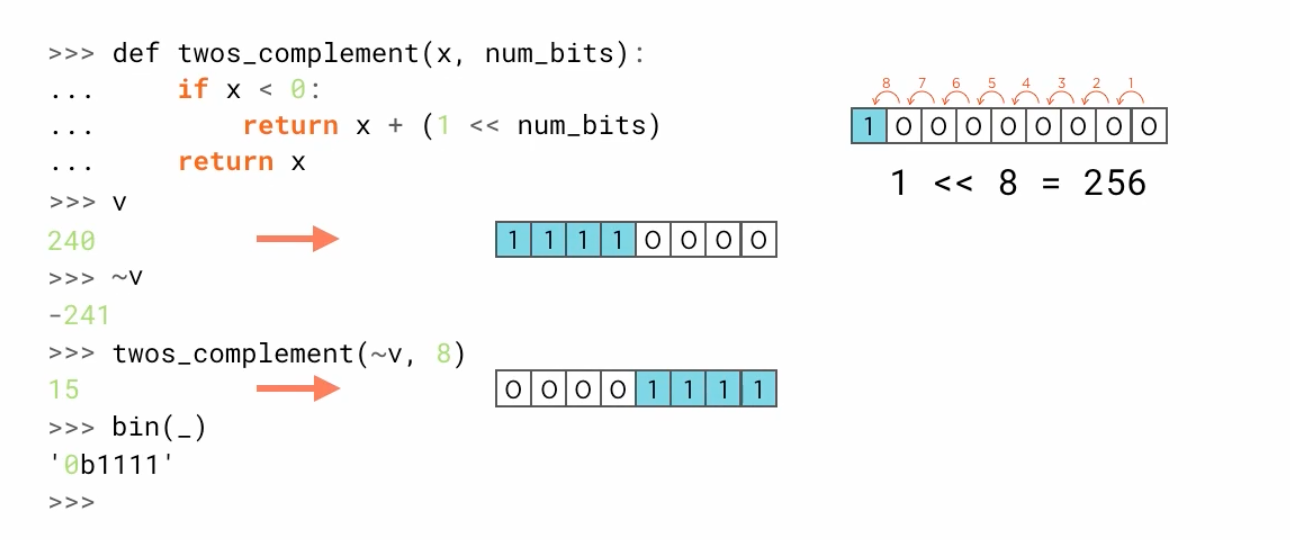 >>> def twos_complement(x, num_bits):
...     if x < 0:
...         return x + (1 << num_bits)
...     return x
>>> v
240
>>> ~v
-241
>>> twos_complement(~v, 8)
15
>>> bin(_)
'0b1111'
>>>
8 7 6 5 4 3 2 1
1 0 0 0 0 0 0 0 0
1 << 8 = 256
1 1 1 1 0 0 0 0
0 0 0 0 1 1 1 1